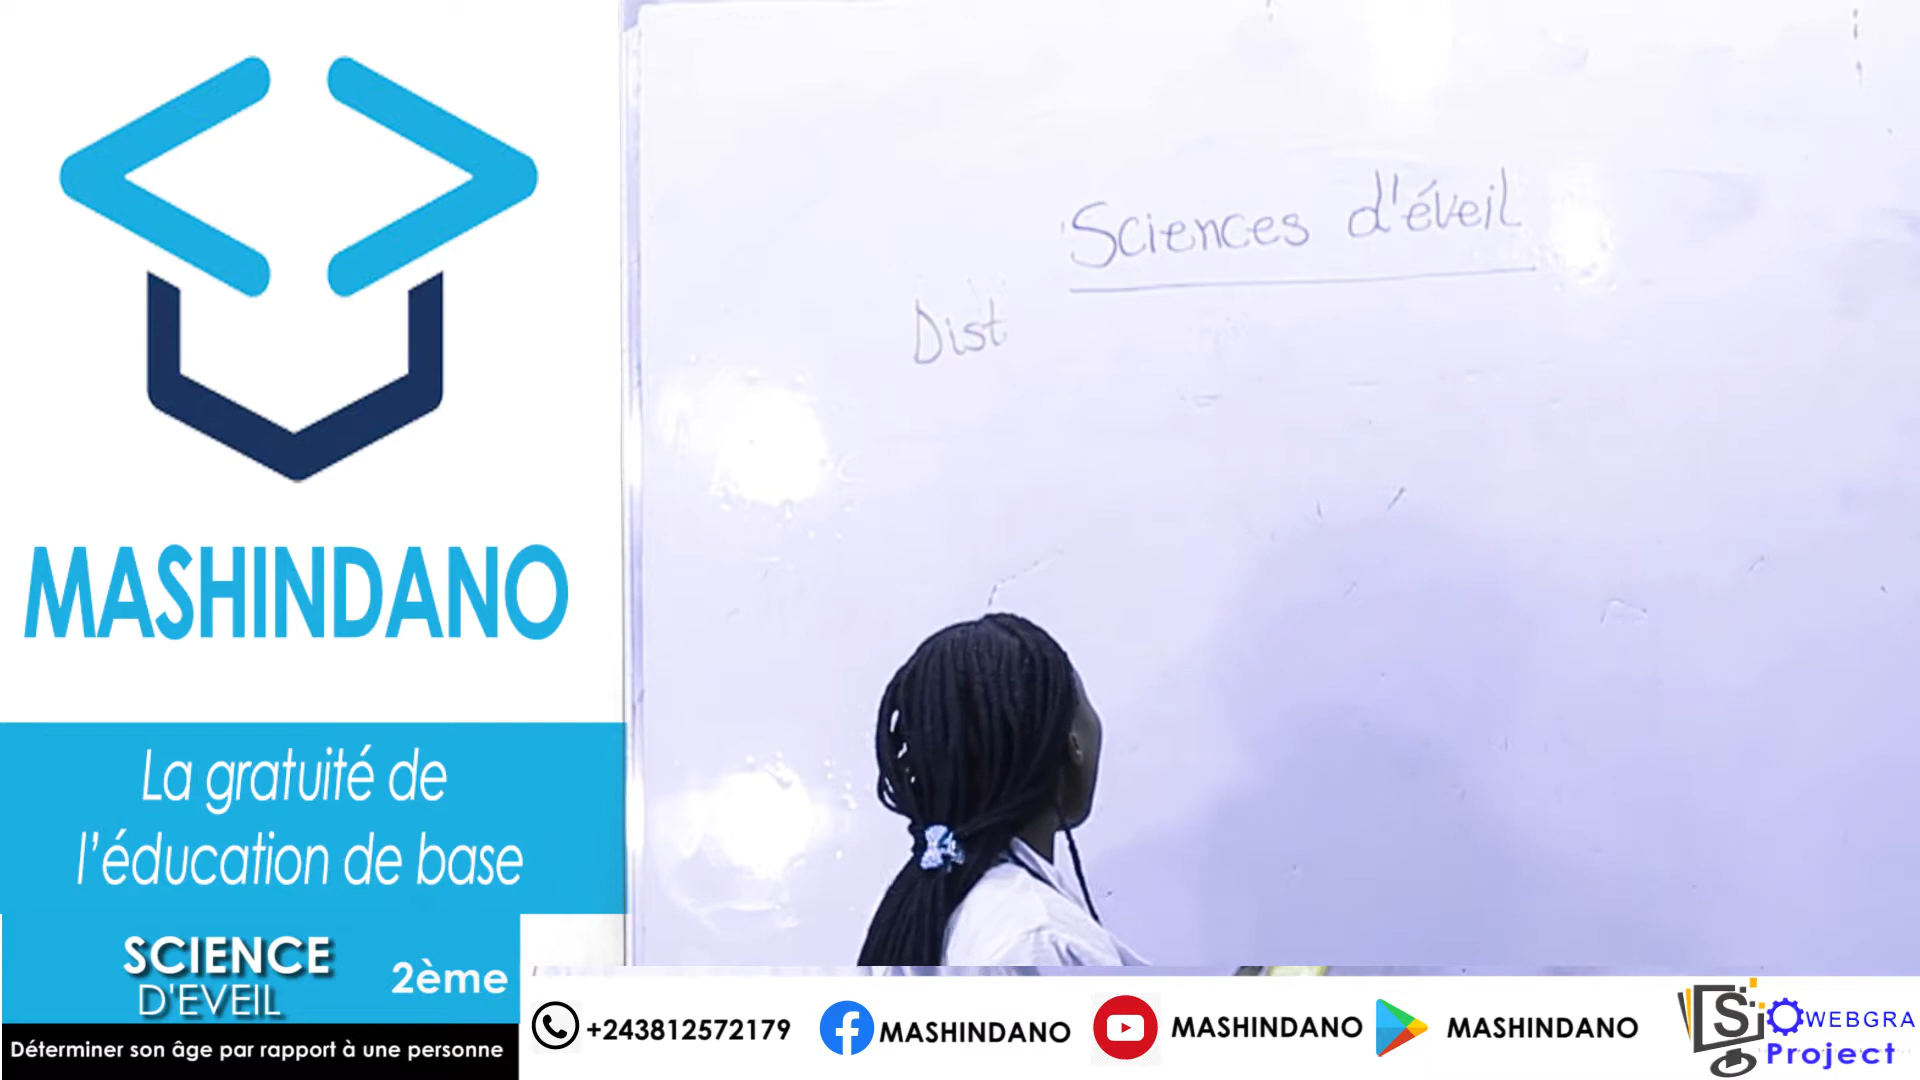 Sciences d'éveil
Dist
MASHINDANO
La gratuité de
l'éducation de base
SCIENCE
D'EVEIL
2ème
Déterminer son âge par rapport à une personne
+243812572179
MASHINDANO
MASHINDANO
MASHINDANO
WEBGRA
Project